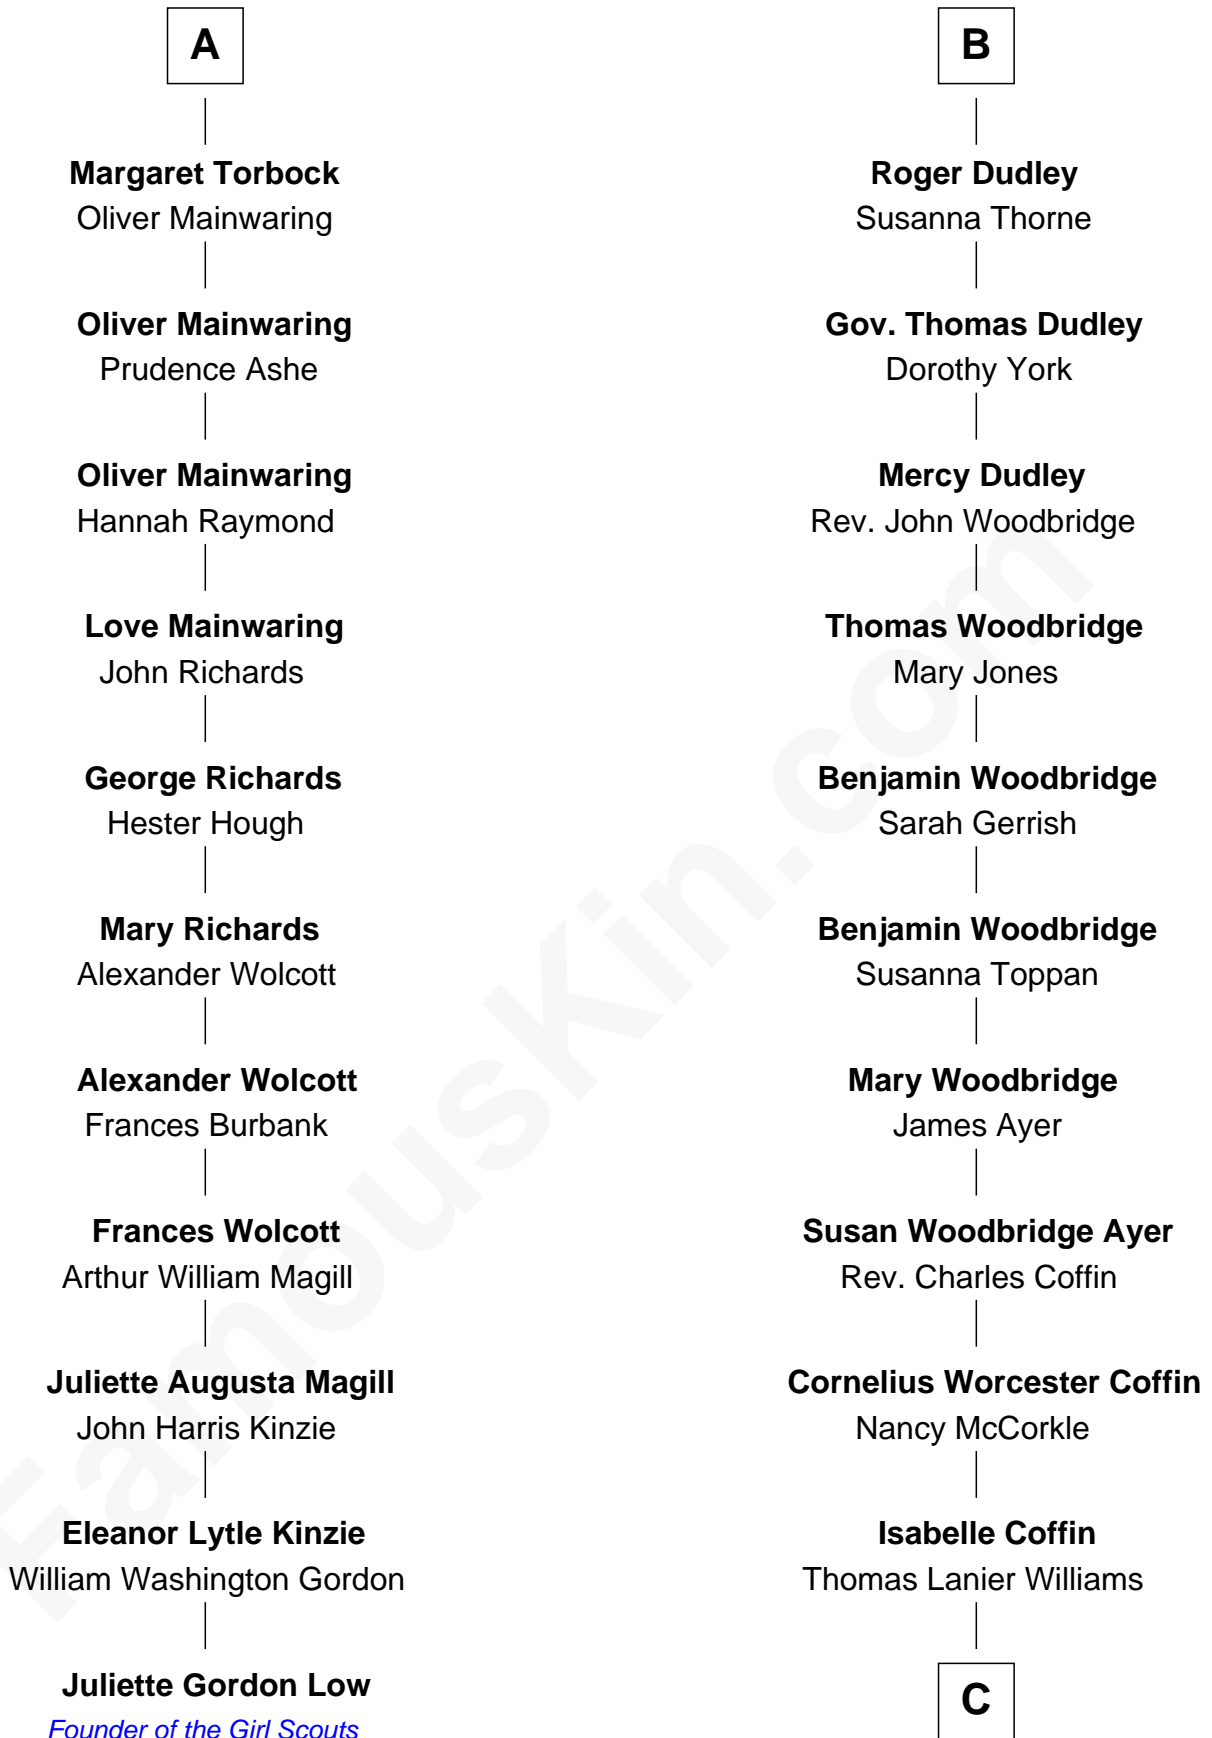 A
Margaret Torbock
Oliver Mainwaring
Oliver Mainwaring
Prudence Ashe
Oliver Mainwaring
Hannah Raymond
Love Mainwaring
John Richards
George Richards
Hester Hough
Mary Richards
Alexander Wolcott
Alexander Wolcott
Frances Burbank
Frances Wolcott
Arthur William Magill
Juliette Augusta Magill
John Harris Kinzie
Eleanor Lytle Kinzie
William Washington Gordon
Juliette Gordon Low
Founder of the Girl Scouts
B
Roger Dudley
Susanna Thorne
Gov. Thomas Dudley
Dorothy York
Mercy Dudley
Rev. John Woodbridge
Thomas Woodbridge
Mary Jones
Benjamin Woodbridge
Sarah Gerrish
Benjamin Woodbridge
Susanna Toppan
Mary Woodbridge
James Ayer
Susan Woodbridge Ayer
Rev. Charles Coffin
Cornelius Worcester Coffin
Nancy McCorkle
Isabelle Coffin
Thomas Lanier Williams
C
FamousKin.com